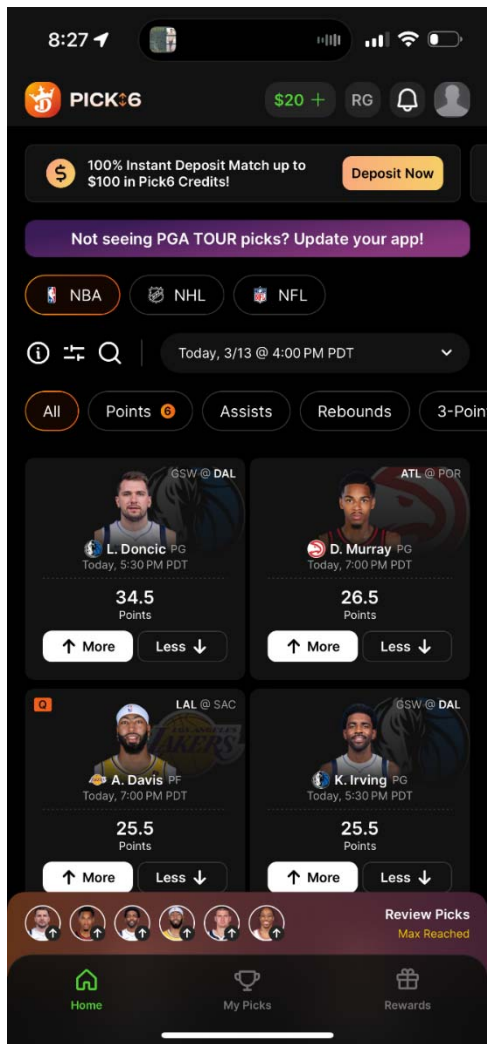 8:27
PICK6
$20 +
RG
100% Instant Deposit Match up to
$100 in Pick6 Credits!
Deposit Now
Not seeing PGA TOUR picks? Update your app!
NBA
NHL
NFL
Today, 3/13 @ 4:00 PM PDT
All
Points 6
Assists
Rebounds
3-Poin
GSW @ DAL
L. Doncic PG
Today, 5:30 PM PDT
34.5
Points
↑ More
Less ↓
ATL @ POR
D. Murray PG
Today, 7:00 PM PDT
26.5
Points
↑ More
Less ↓
Q
LAL @ SAC
LOS ANGELES
LAKERS
A. Davis PF
Today, 7:00 PM PDT
25.5
Points
↑ More
Less ↓
GSW @ DAL
K. Irving PG
Today, 5:30 PM PDT
25.5
Points
↑ More
Less ↓
Review Picks
Max Reached
Home
My Picks
Rewards